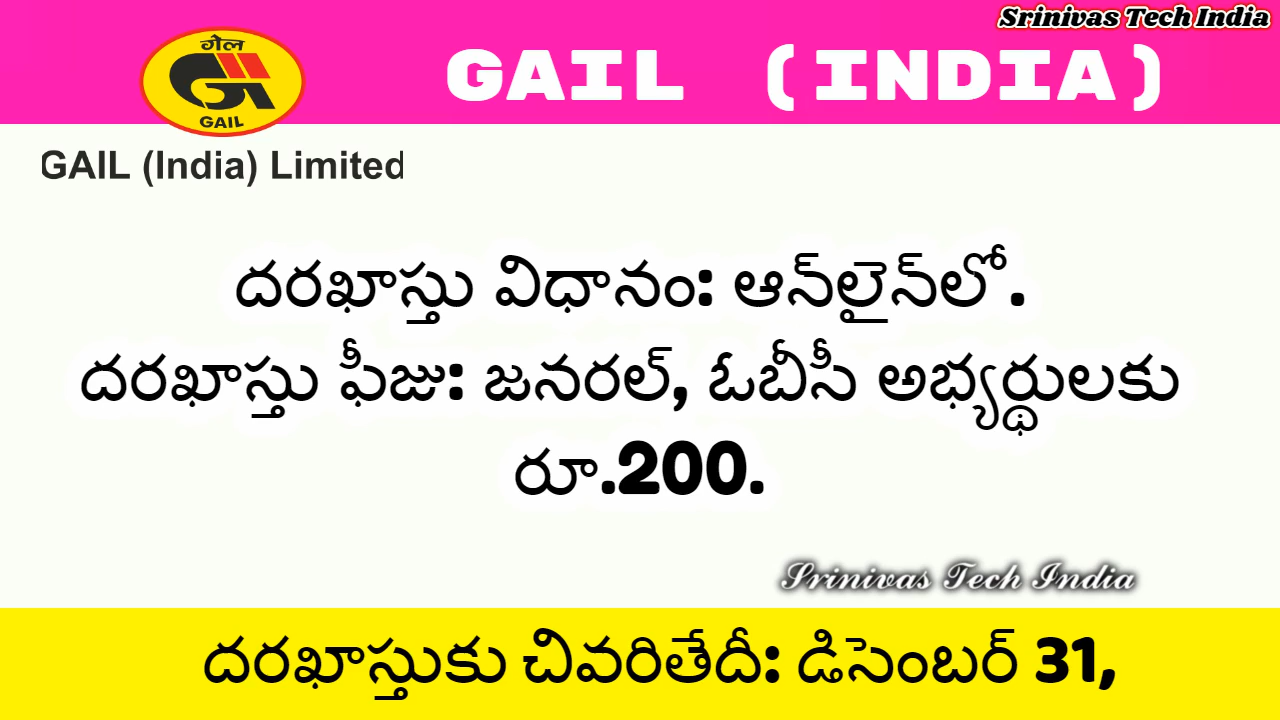 Srinivas Tech India
GAIL (INDIA)
गेल
GAIL
GAIL (India) Limited
దరఖాస్తు విధానం: ఆన్‌లైన్‌లో.
దరఖాస్తు ఫీజు: జనరల్, ఓబీసీ అభ్యర్థులకు
రూ.200.
Srinivas Tech India
దరఖాస్తుకు చివరితేదీ: డిసెంబర్ 31,